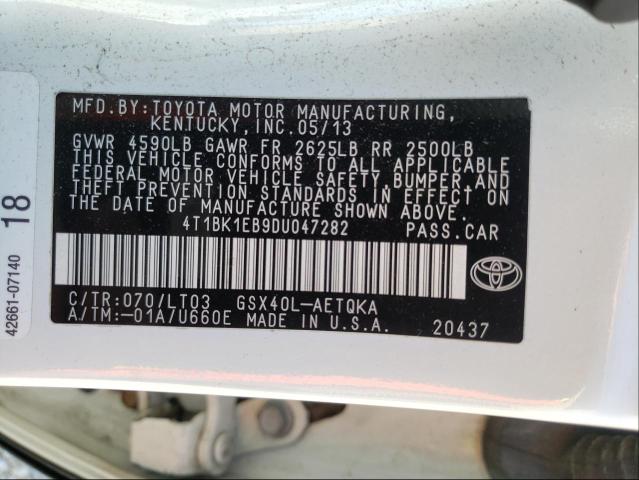 MFD.BY:TOYOTA MOTOR MANUFACTURING,
KENTUCKY,INC.05/13
GVWR 4590LB GAWR FR 2625LB RR 2500LB
THIS VEHICLE CONFORMS TO ALL APPLICABLE
FEDERAL MOTOR VEHICLE SAFETY,BUMPER,AND
THEFT PREVENTION STANDARDS IN EFFECT
ON THE DATE OF MANUFACTURE SHOWN ABOVE.
4T1BK1EB9DU047282 PASS.CAR
C/TR:070/LT03 GSX40L-AETQKA
A/TM:-01A/U660E MADE IN U.S.A. 20437
42661-07140 18